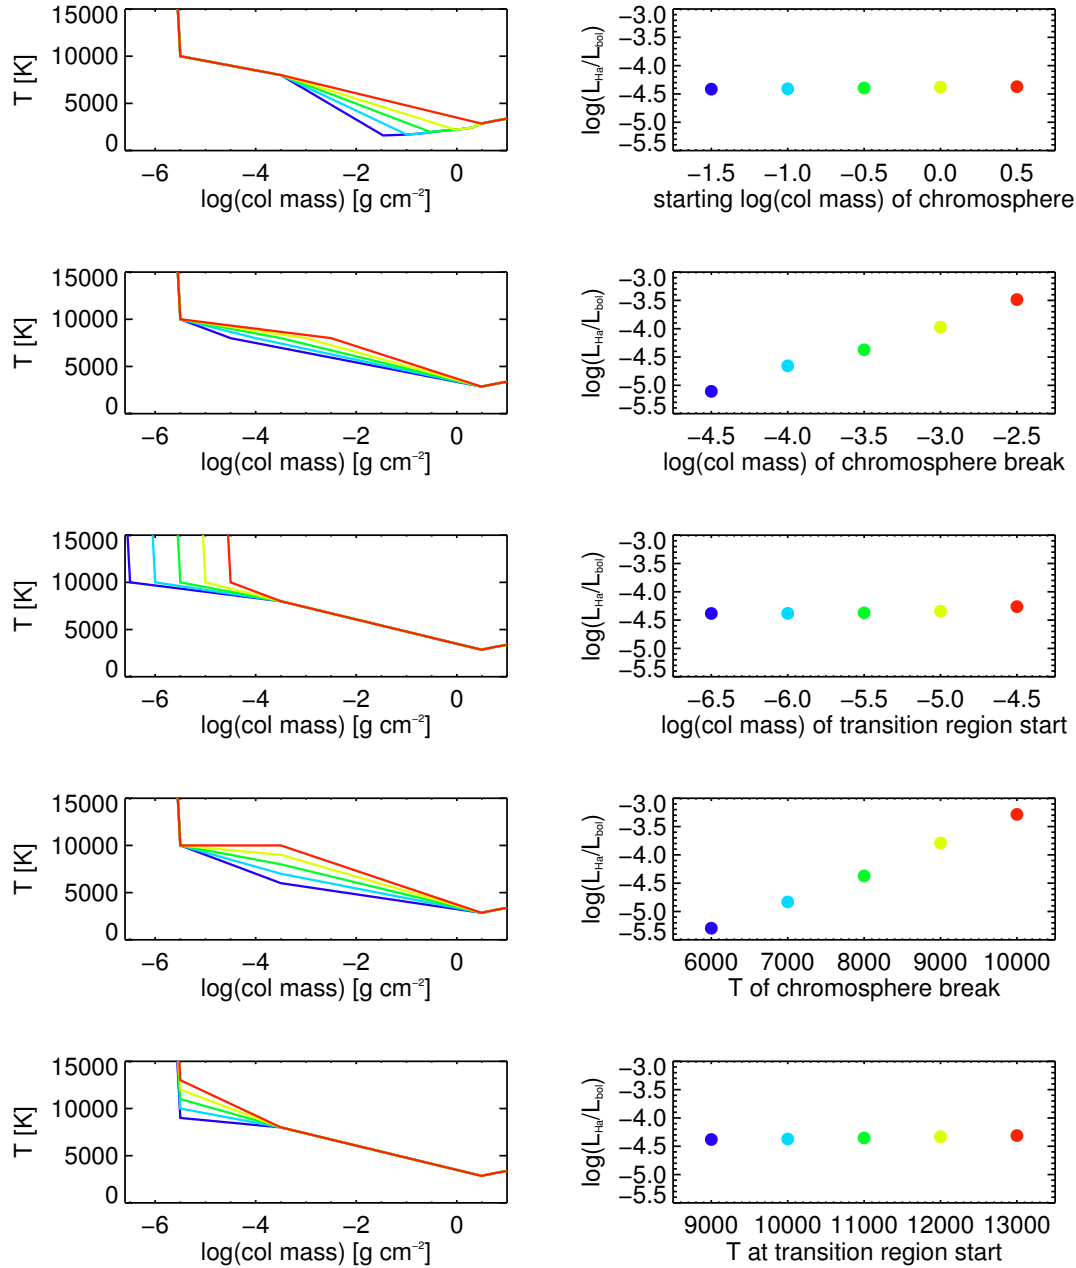 15000
10000
5000
0
T [K]
−6 −4 −2 0
log(col mass) [g cm⁻²]
−3.0
−3.5
−4.0
−4.5
−5.0
−5.5
log(L_Ha/L_bol)
−1.5 −1.0 −0.5 0.0 0.5
starting log(col mass) of chromosphere
15000
10000
5000
0
T [K]
−6 −4 −2 0
log(col mass) [g cm⁻²]
−3.0
−3.5
−4.0
−4.5
−5.0
−5.5
log(L_Ha/L_bol)
−4.5 −4.0 −3.5 −3.0 −2.5
log(col mass) of chromosphere break
15000
10000
5000
0
T [K]
−6 −4 −2 0
log(col mass) [g cm⁻²]
−3.0
−3.5
−4.0
−4.5
−5.0
−5.5
log(L_Ha/L_bol)
−6.5 −6.0 −5.5 −5.0 −4.5
log(col mass) of transition region start
15000
10000
5000
0
T [K]
−6 −4 −2 0
log(col mass) [g cm⁻²]
−3.0
−3.5
−4.0
−4.5
−5.0
−5.5
log(L_Ha/L_bol)
6000 7000 8000 9000 10000
T of chromosphere break
15000
10000
5000
0
T [K]
−6 −4 −2 0
log(col mass) [g cm⁻²]
−3.0
−3.5
−4.0
−4.5
−5.0
−5.5
log(L_Ha/L_bol)
9000 10000 11000 12000 13000
T at transition region start